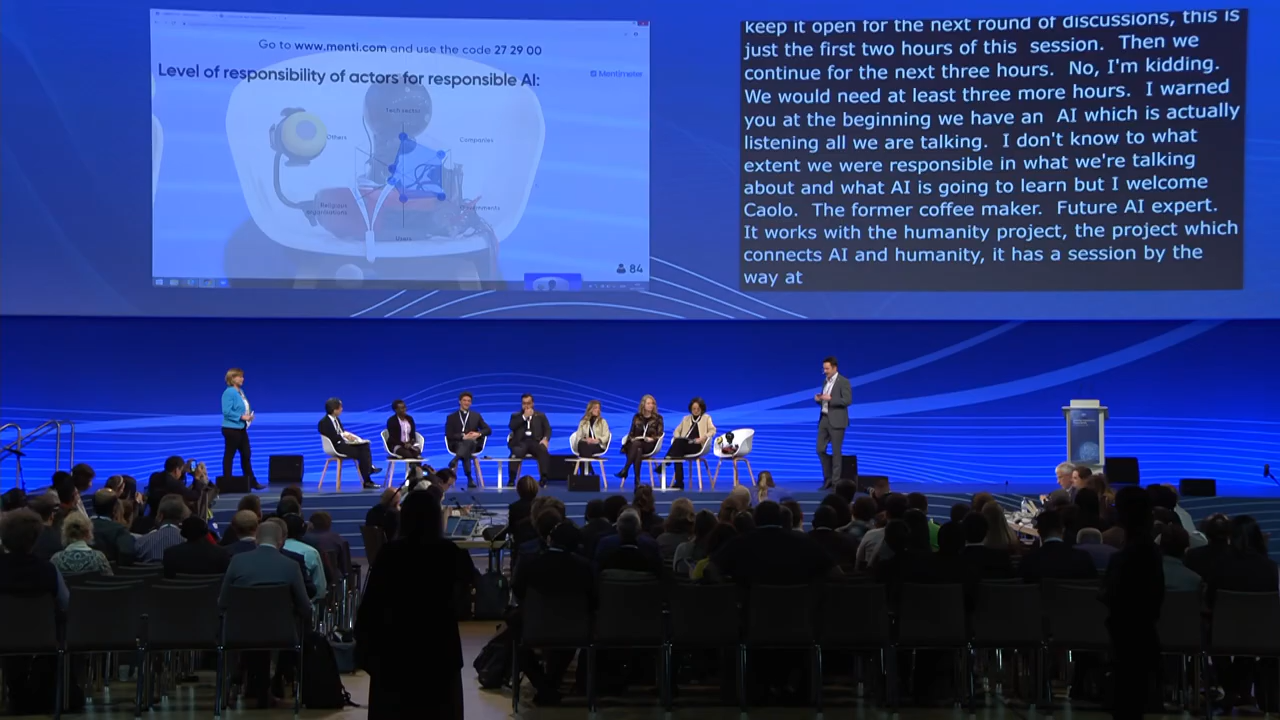 Go to www.menti.com and use the code 27 29 00
Level of responsibility of actors for responsible AI:
Mentimeter
Tech sector
Others
Companies
Religious
organisations
Users
84
keep it open for the next round of discussions, this is
just the first two hours of this session. Then we
continue for the next three hours. No, I'm kidding.
We would need at least three more hours. I warned
you at the beginning we have an AI which is actually
listening all we are talking. I don't know to what
extent we were responsible in what we're talking
about and what AI is going to learn but I welcome
Caolo. The former coffee maker. Future AI expert.
It works with the humanity project, the project which
connects AI and humanity, it has a session by the
way at